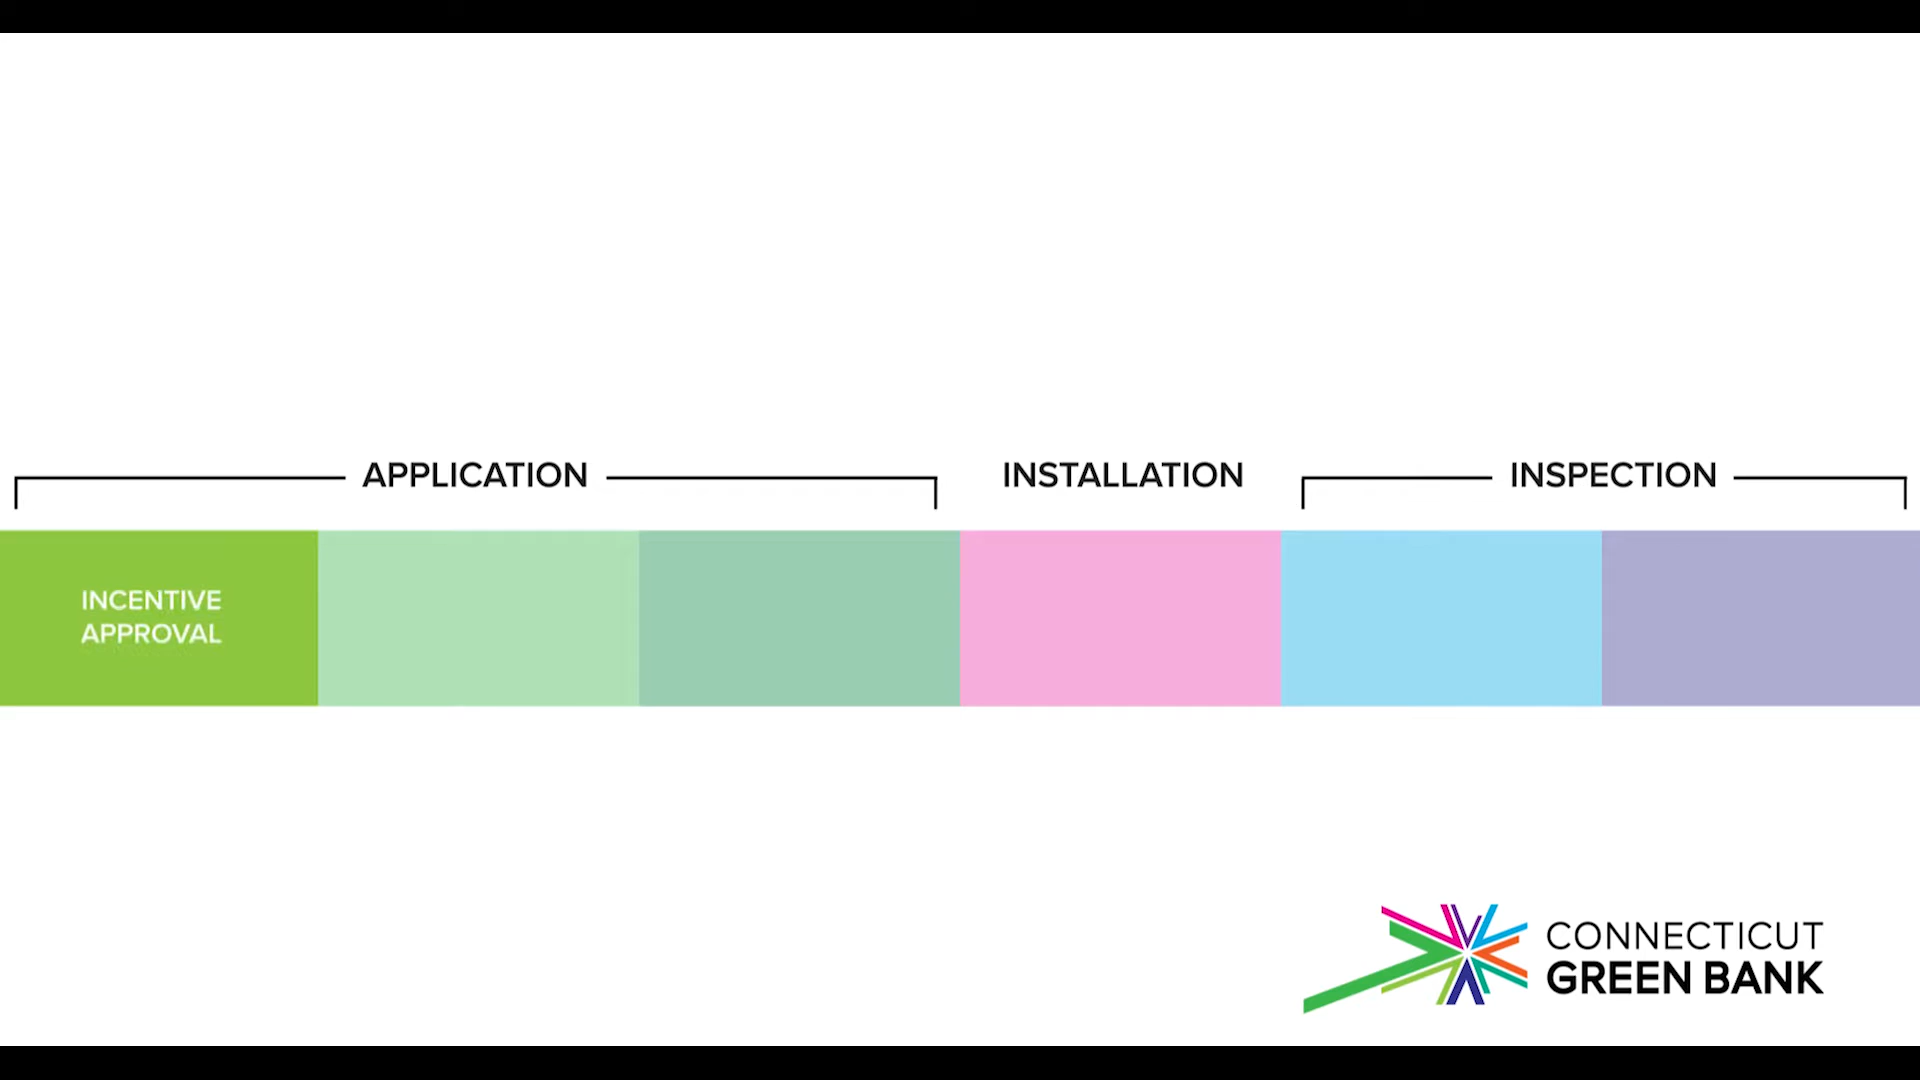 APPLICATION
INSTALLATION
INSPECTION
INCENTIVE
APPROVAL
CONNECTICUT
GREEN BANK